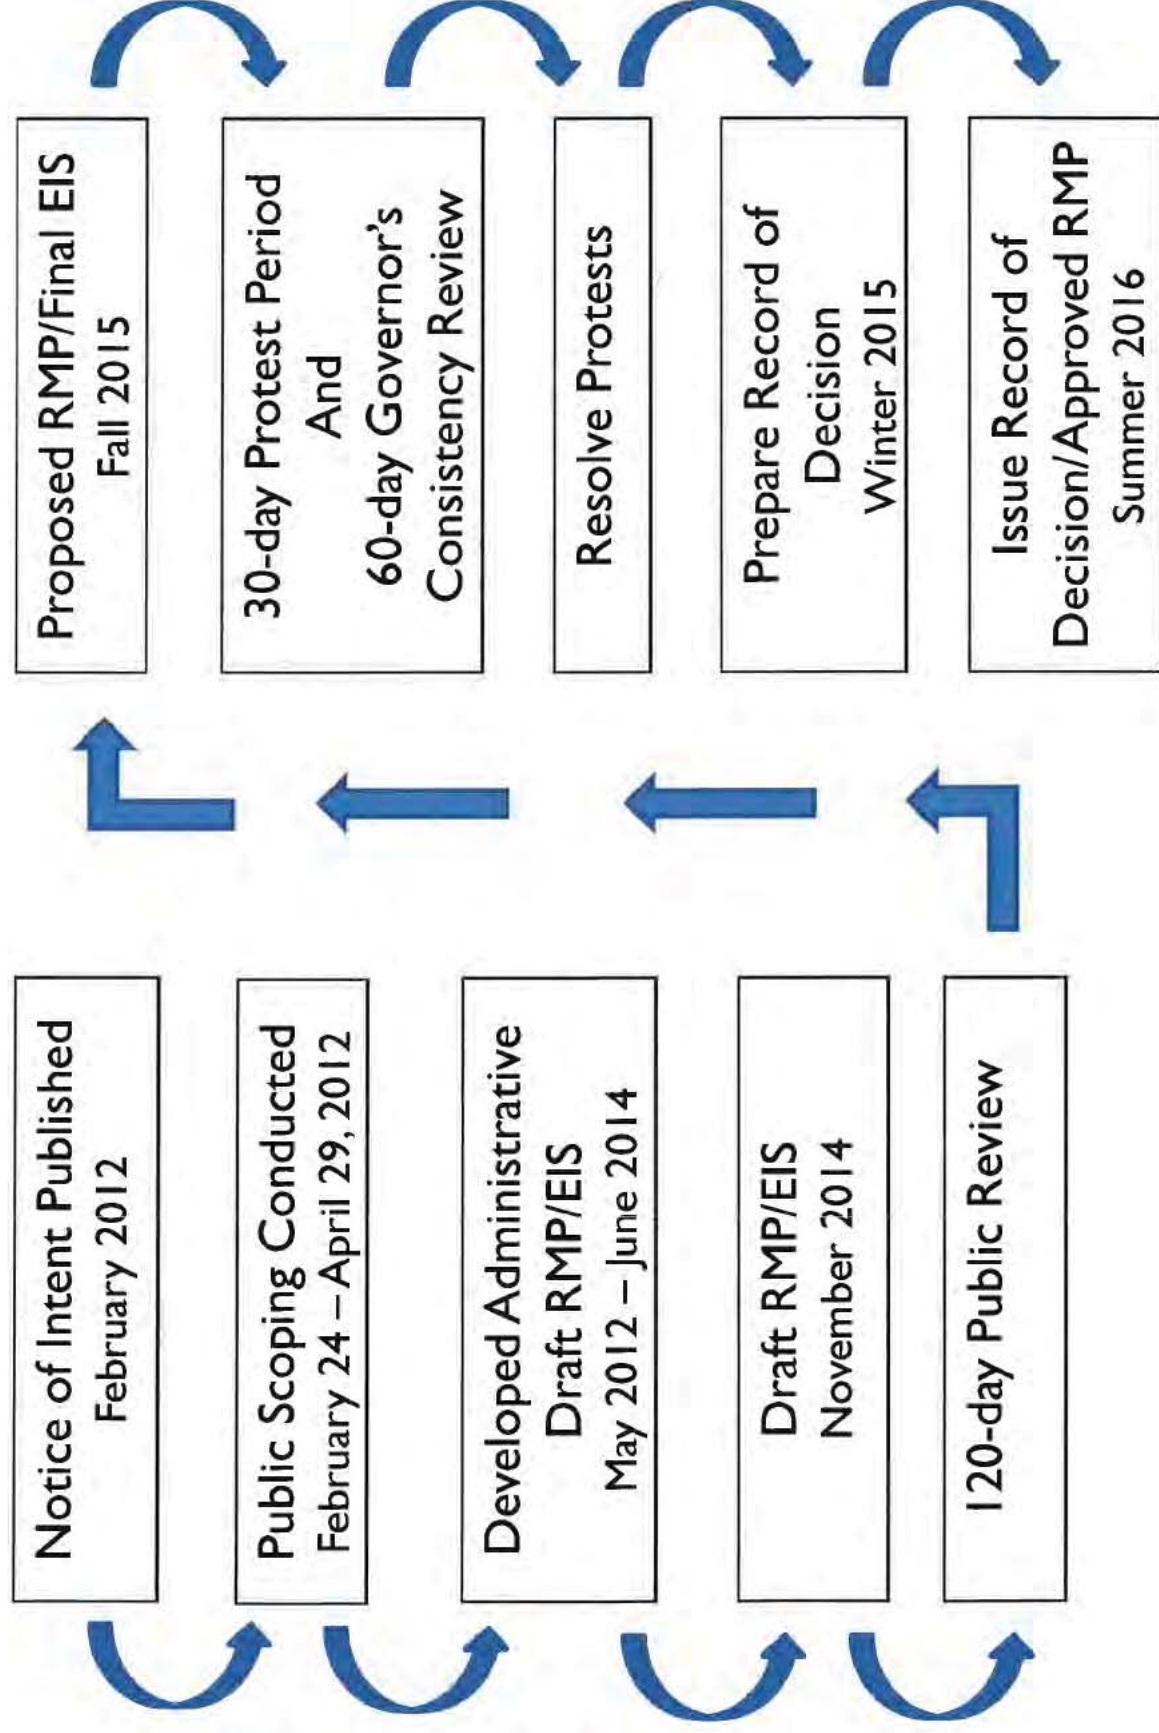 Notice of Intent Published
February 2012
Public Scoping Conducted
February 24 – April 29, 2012
Developed Administrative
Draft RMP/EIS
May 2012 – June 2014
Draft RMP/EIS
November 2014
120-day Public Review
Proposed RMP/Final EIS
Fall 2015
30-day Protest Period
And
60-day Governor's
Consistency Review
Resolve Protests
Prepare Record of
Decision
Winter 2015
Issue Record of
Decision/Approved RMP
Summer 2016